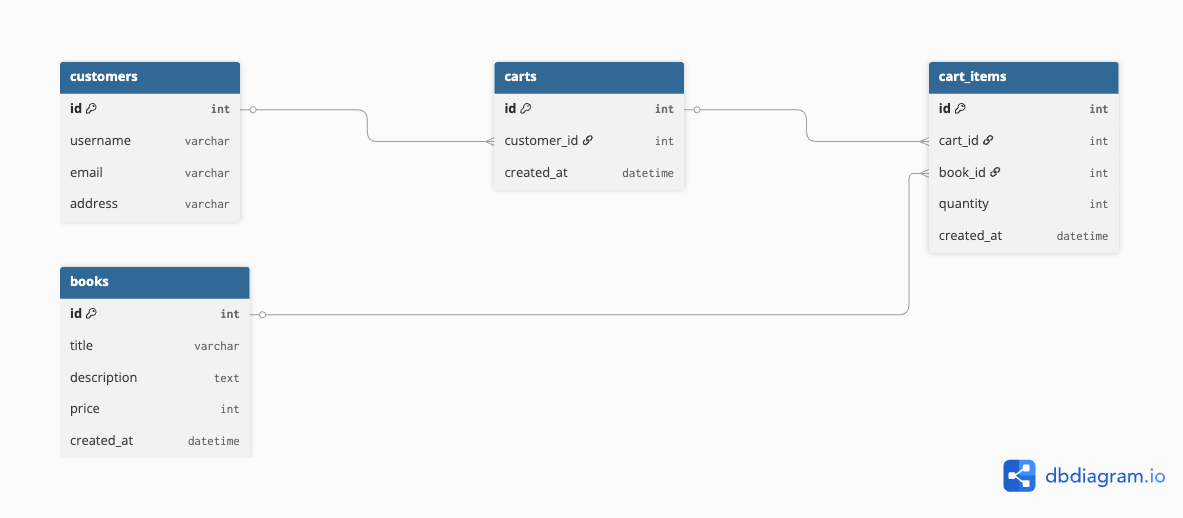 customers
id int
username varchar
email varchar
address varchar
carts
id int
customer_id int
created_at datetime
cart_items
id int
cart_id int
book_id int
quantity int
created_at datetime
books
id int
title varchar
description text
price int
created_at datetime
dbdiagram.io